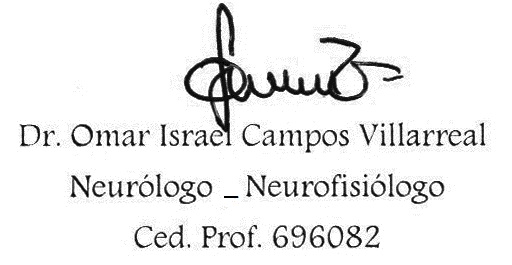 Dr. Omar Israel Campos Villarreal
Neurólogo _ Neurofisiólogo
Ced. Prof. 696082